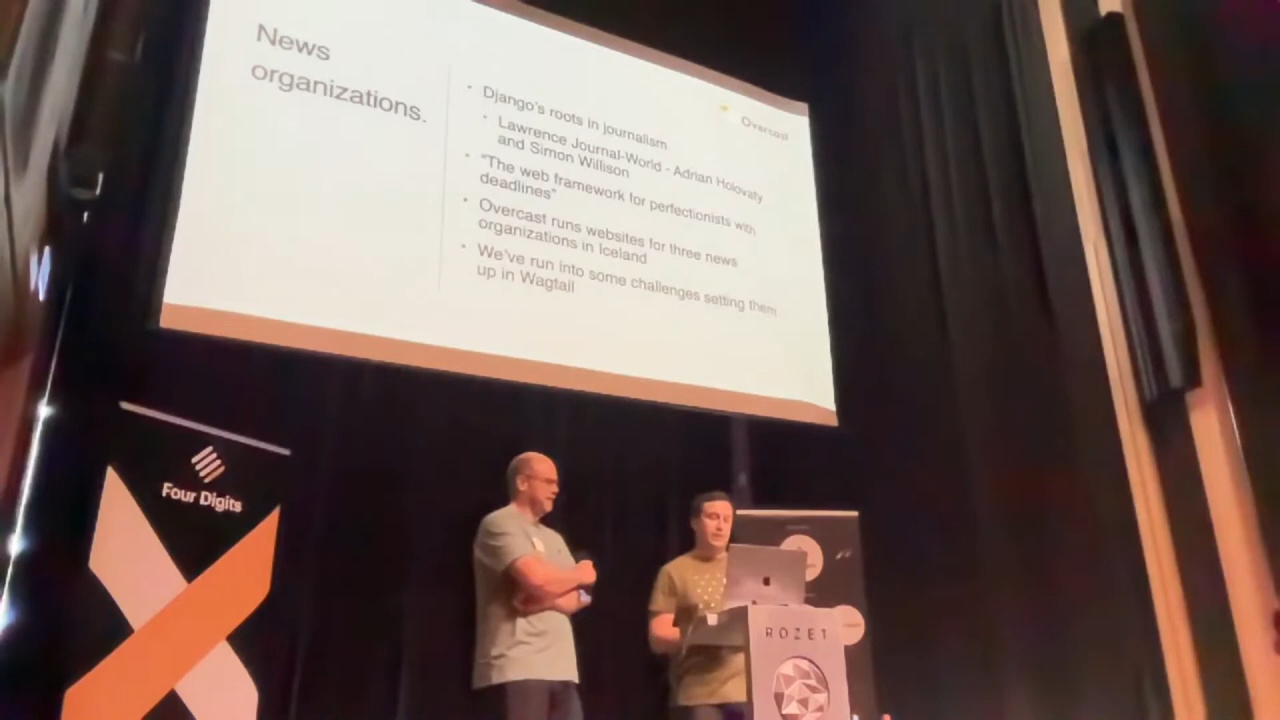 News
organizations.
Overcast
• Django's roots in journalism
• Lawrence Journal-World - Adrian Holovaty
and Simon Willison
• "The web framework for perfectionists with
deadlines"
• Overcast runs websites for three news
organizations in Iceland
• We've run into some challenges setting them
up in Wagtail
Four Digits
ROZET